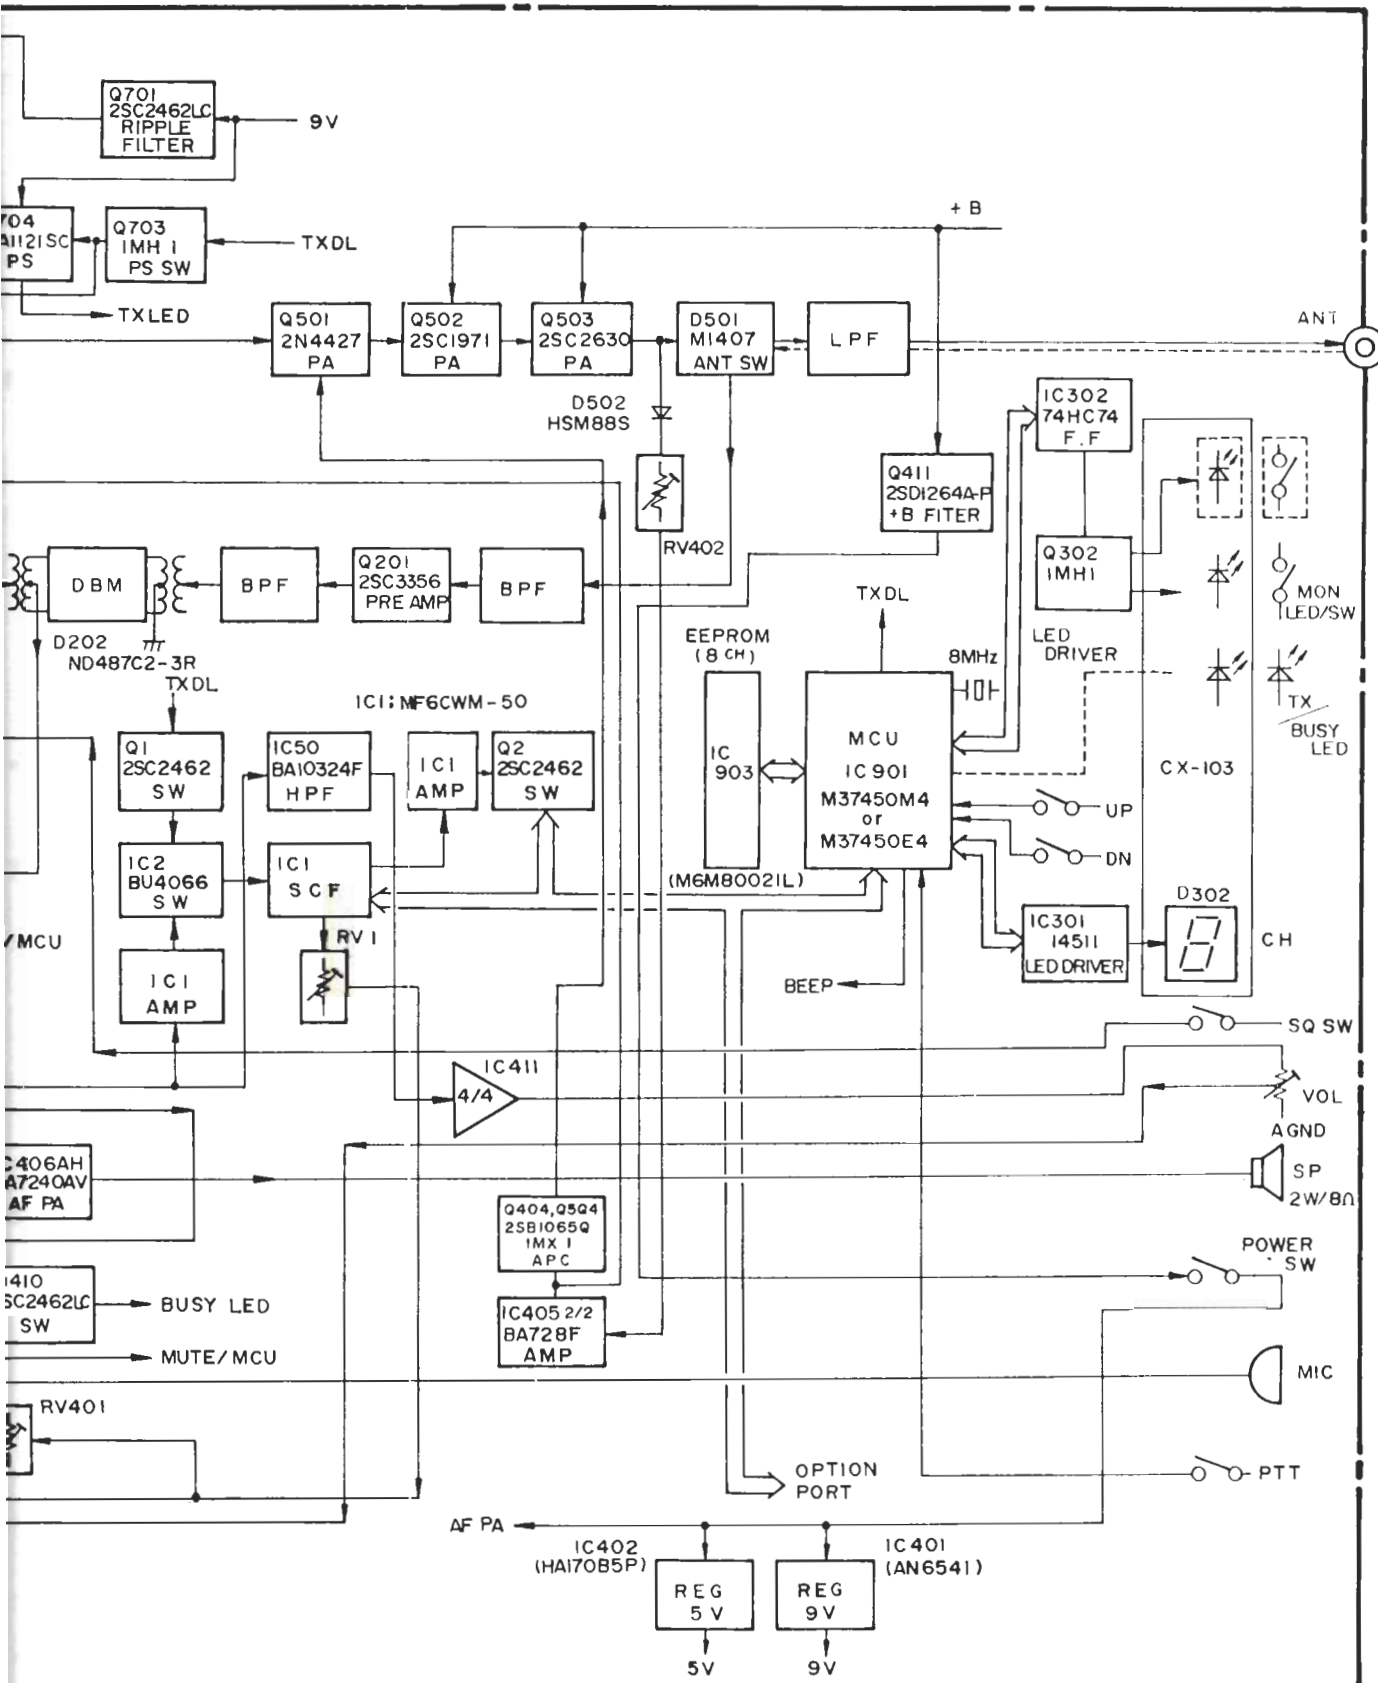 Q701
2SC2462LC
RIPPLE
FILTER
9V
704
A1121SC
PS
Q703
IMH 1
PS SW
TXDL
TXLED
+ B
Q501
2N4427
PA
Q502
2SC1971
PA
Q503
2SC2630
PA
D501
M1407
ANT SW
LPF
ANT
D502
HSM88S
RV402
IC302
74HC74
F.F
Q411
2SD1264A-P
+B FITER
Q302
IMH1
LED
DRIVER
MON
LED/SW
TX
BUSY
LED
CX-103
DBM
D202
ND487C2-3R
BPF
Q201
2SC3356
PRE AMP
BPF
TXDL
EEPROM
(8 CH)
8MHz
TXDL
IC1:MF6CWM-50
Q1
2SC2462
SW
IC50
BA10324F
HPF
IC1
AMP
Q2
2SC2462
SW
IC
903
(M6M80021L)
MCU
IC901
M37450M4
or
M37450E4
UP
DN
IC2
BU4066
SW
IC1
SCF
RV1
IC1
AMP
/MCU
BEEP
IC301
14511
LED DRIVER
D302
CH
SQ SW
IC411
4/4
VOL
AGND
C406AH
A7240AV
AF PA
SP
2W/8Ω
Q404,Q504
2SB1065Q
IMX 1
APC
POWER
SW
410
SC2462LC
SW
BUSY LED
IC405 2/2
BA728F
AMP
MUTE/MCU
MIC
RV401
OPTION
PORT
PTT
AF PA
IC402
(HA170B5P)
IC401
(AN6541)
REG
5V
REG
9V
5V
9V